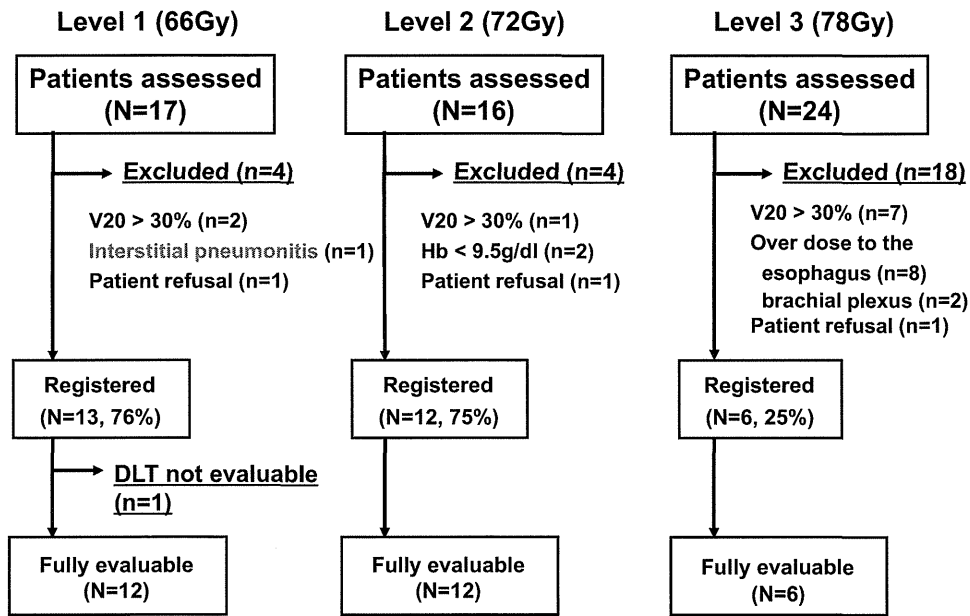 Level 1 (66Gy)
Patients assessed
(N=17)
Excluded (n=4)
V20 > 30% (n=2)
Interstitial pneumonitis (n=1)
Patient refusal (n=1)
Registered
(N=13, 76%)
DLT not evaluable
(n=1)
Fully evaluable
(N=12)
Level 2 (72Gy)
Patients assessed
(N=16)
Excluded (n=4)
V20 > 30% (n=1)
Hb < 9.5g/dl (n=2)
Patient refusal (n=1)
Registered
(N=12, 75%)
Fully evaluable
(N=12)
Level 3 (78Gy)
Patients assessed
(N=24)
Excluded (n=18)
V20 > 30% (n=7)
Over dose to the
esophagus (n=8)
brachial plexus (n=2)
Patient refusal (n=1)
Registered
(N=6, 25%)
Fully evaluable
(N=6)